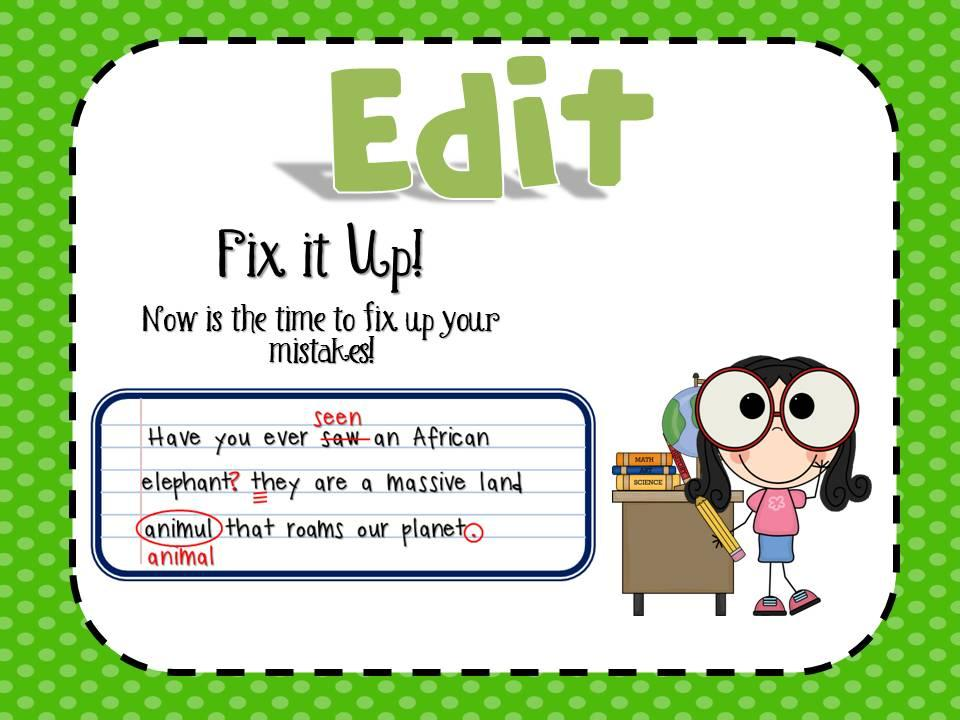 Edit
Fix it Up!
Now is the time to fix up your
mistakes!
seen
Have you ever saw an African
elephant? they are a massive land
animul that roams our planet.
animal
MATH
ART
SCIENCE